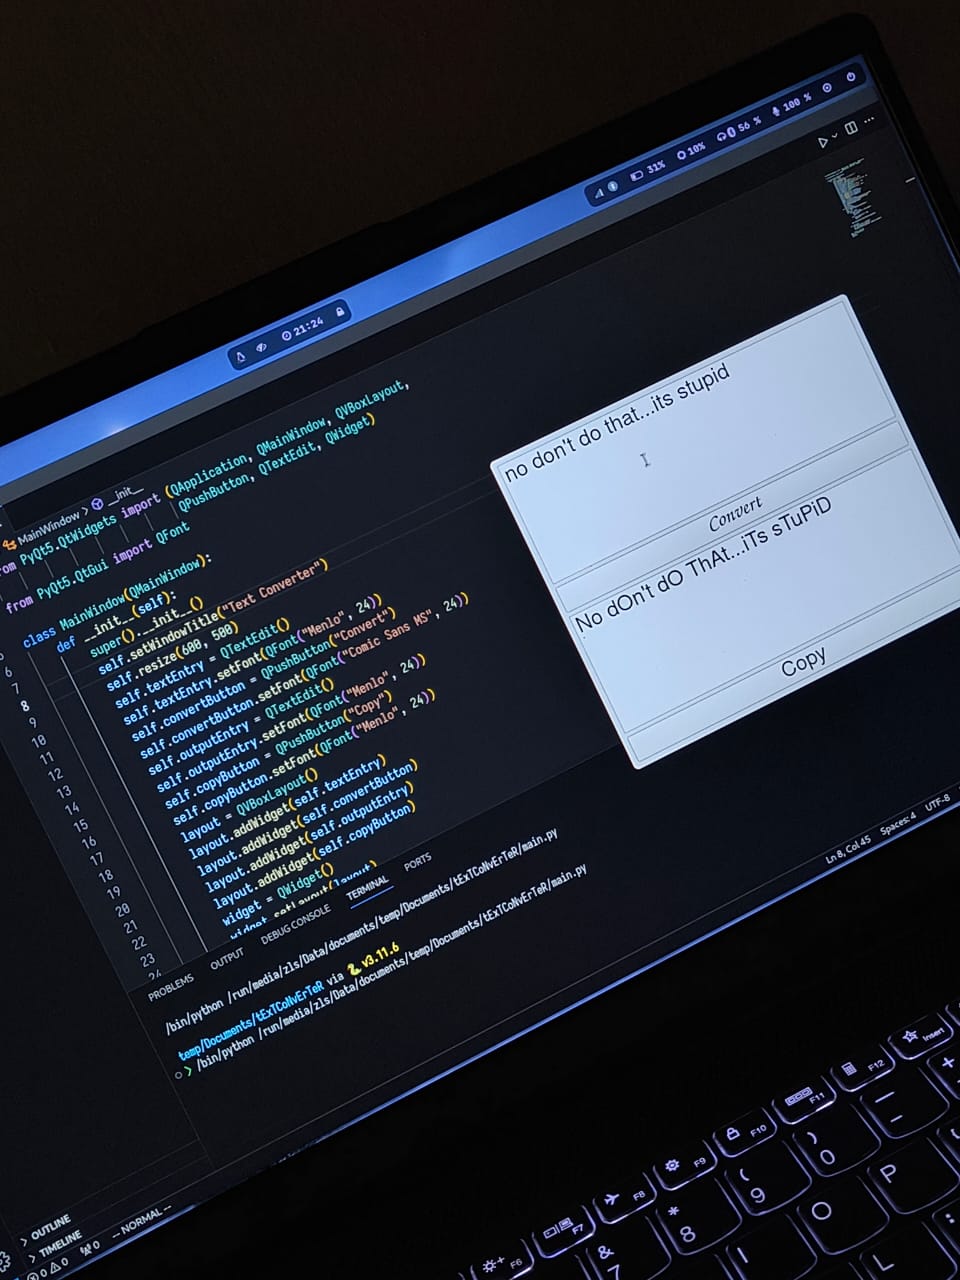 31% 10% 56 % 100 %
21:24
MainWindow > __init__
from PyQt5.QtWidgets import (QApplication, QMainWindow, QVBoxLayout,
QPushButton, QTextEdit, QWidget)
from PyQt5.QtGui import QFont
class MainWindow(QMainWindow):
def __init__(self):
super().__init__()
self.setWindowTitle("Text Converter")
self.resize(600, 500)
self.textEntry = QTextEdit()
self.textEntry.setFont(QFont("Menlo", 24))
self.convertButton = QPushButton("Convert")
self.convertButton.setFont(QFont("Comic Sans MS", 24))
self.outputEntry = QTextEdit()
self.outputEntry.setFont(QFont("Menlo", 24))
self.copyButton = QPushButton("Copy")
self.copyButton.setFont(QFont("Menlo", 24))
layout = QVBoxLayout()
layout.addWidget(self.textEntry)
layout.addWidget(self.convertButton)
layout.addWidget(self.outputEntry)
layout.addWidget(self.copyButton)
widget = QWidget()
widget.setLayout(layout)
6
7
8
9
10
11
12
13
14
15
16
17
18
19
20
21
22
23
24
no don't do that...its stupid
Convert
No dOn't dO ThAt...iTs sTuPiD
Copy
PROBLEMS OUTPUT DEBUG CONSOLE TERMINAL PORTS
/bin/python /run/media/zls/Data/documents/temp/Documents/tExTCoNvErTeR/main.py
temp/Documents/tExTCoNvErTeR via v3.11.6
> /bin/python /run/media/zls/Data/documents/temp/Documents/tExTCoNvErTeR/main.py
> OUTLINE
> TIMELINE
0 0 0 -- NORMAL --
Ln 8, Col 45 Spaces: 4 UTF-8
F6 F7 F8 F9 F10 F11 F12 Insert
& 7 * 8 ( 9 ) 0 _ - +
I O P
L :